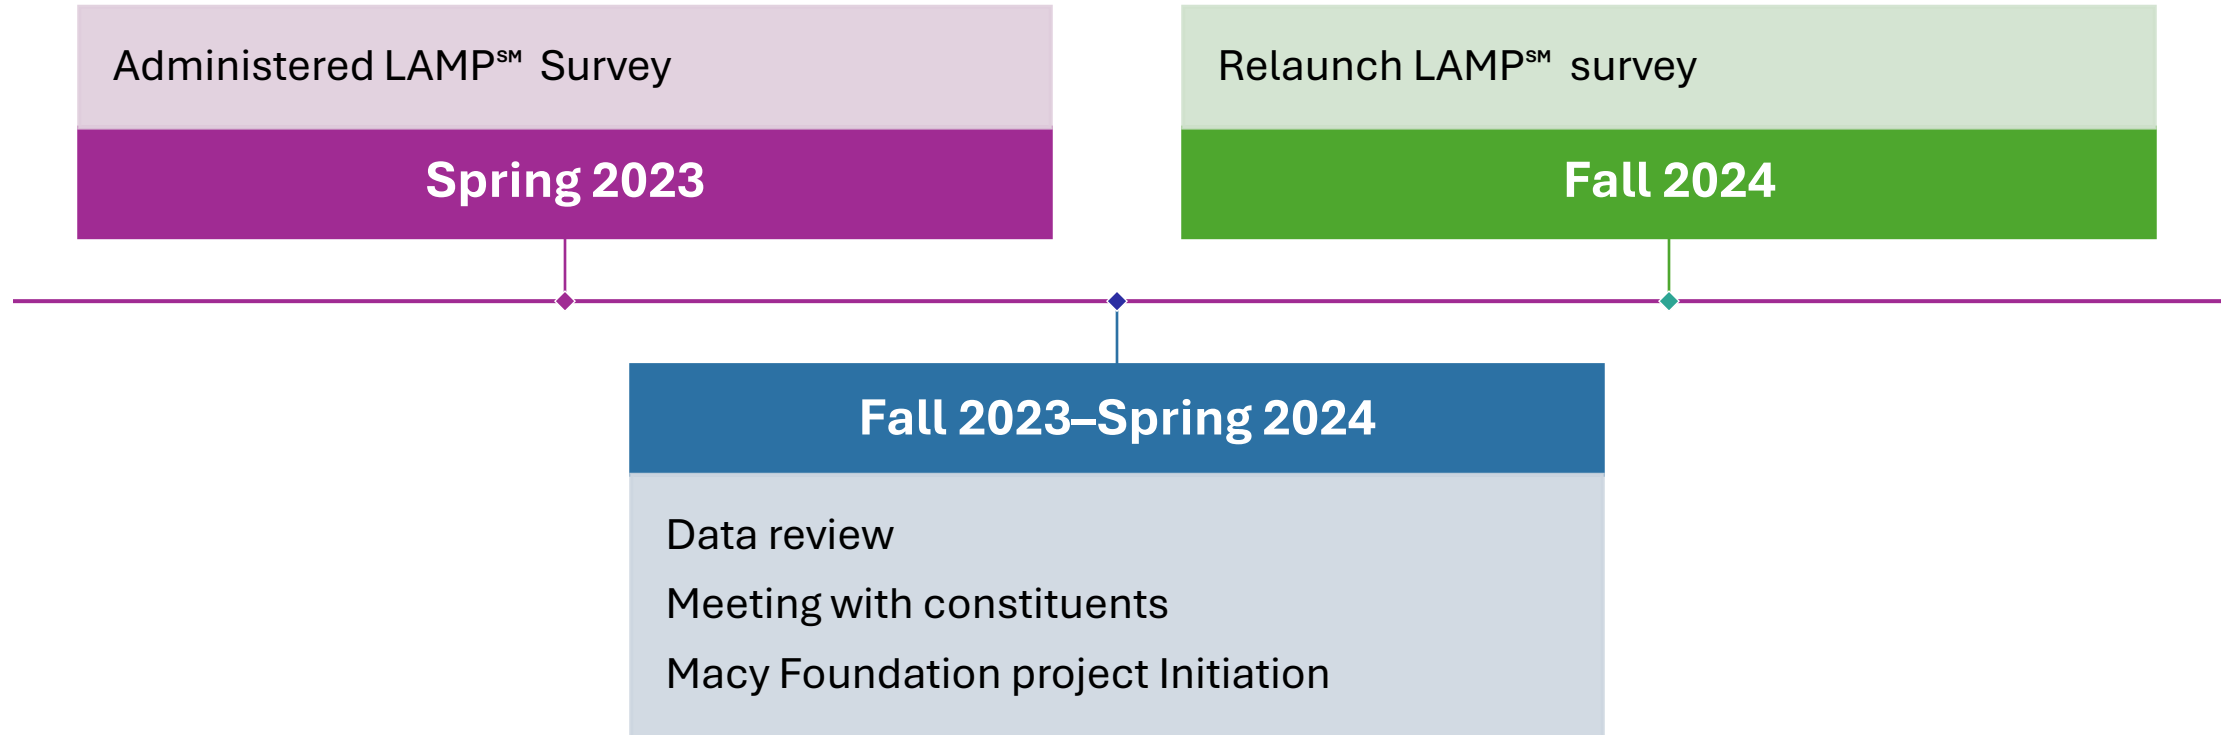 Administered LAMP℠ Survey
Spring 2023
Relaunch LAMP℠ survey
Fall 2024
Fall 2023–Spring 2024
Data review
Meeting with constituents
Macy Foundation project Initiation